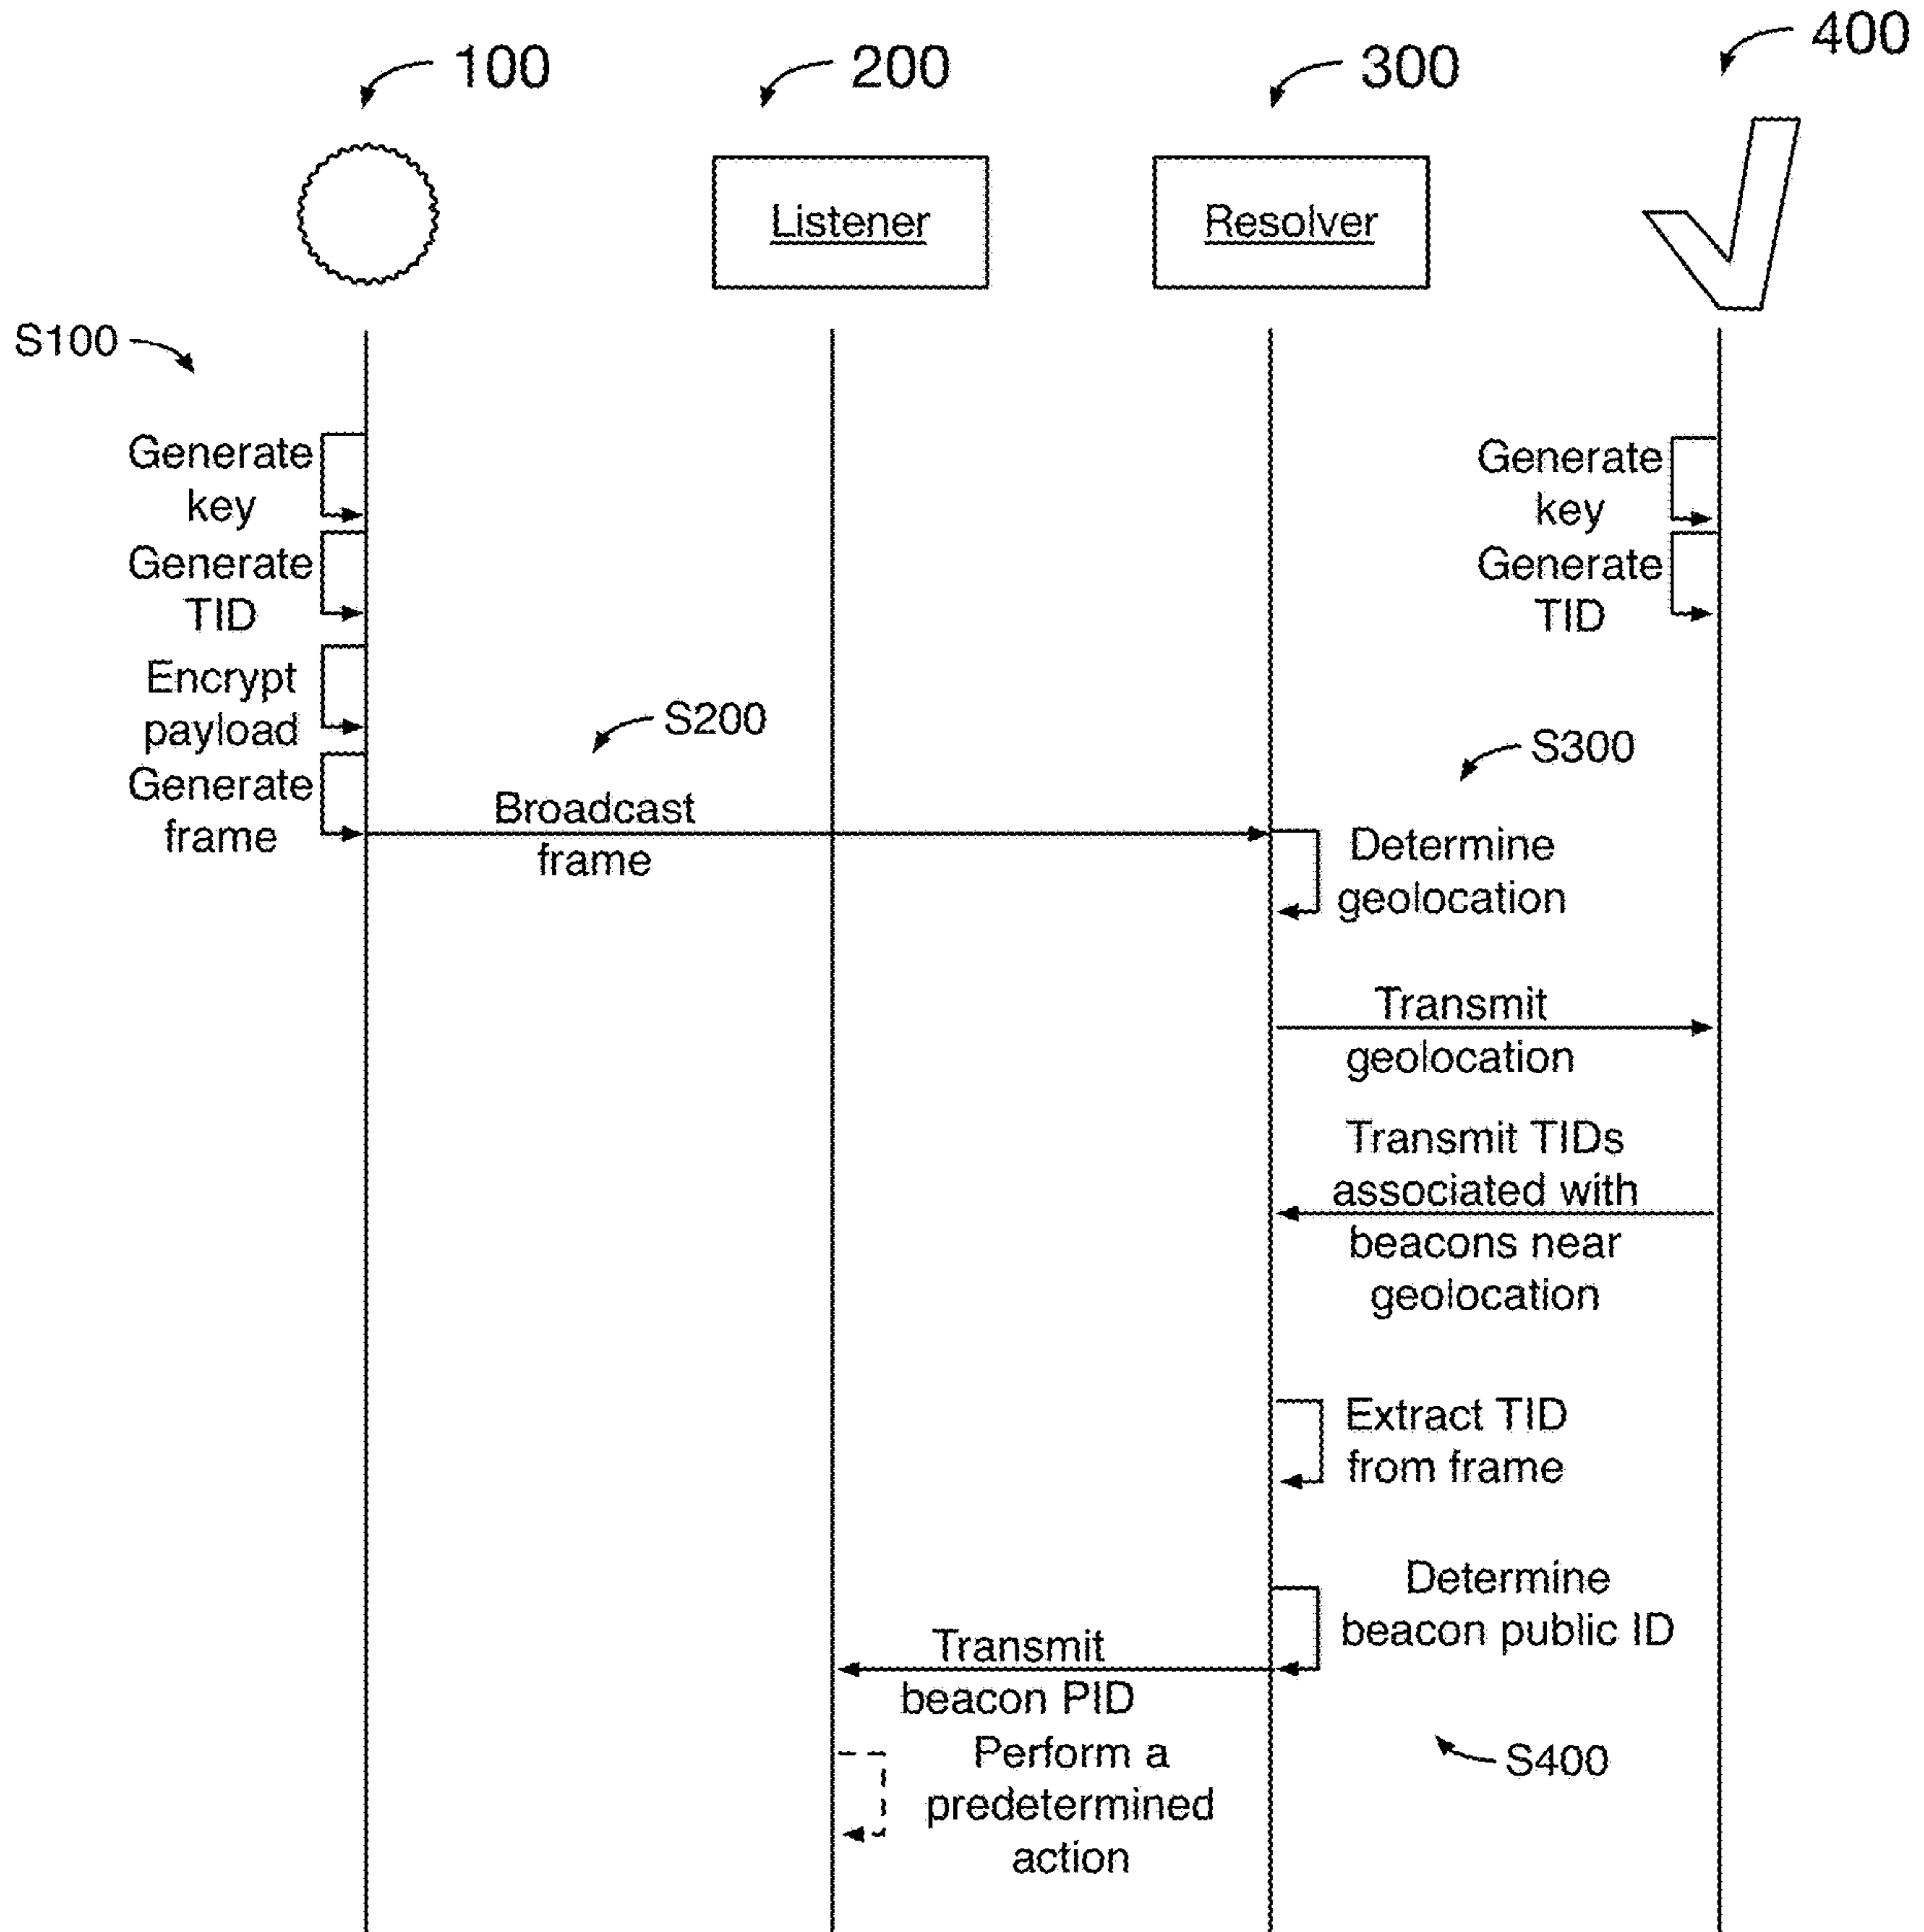 100
200
300
400
Listener
Resolver
S100
Generate
key
Generate
TID
Encrypt
payload
Generate
frame
Generate
key
Generate
TID
S200
Broadcast
frame
S300
Determine
geolocation
Transmit
geolocation
Transmit TIDs
associated with
beacons near
geolocation
Extract TID
from frame
Determine
beacon public ID
Transmit
beacon PID
Perform a
predetermined
action
S400